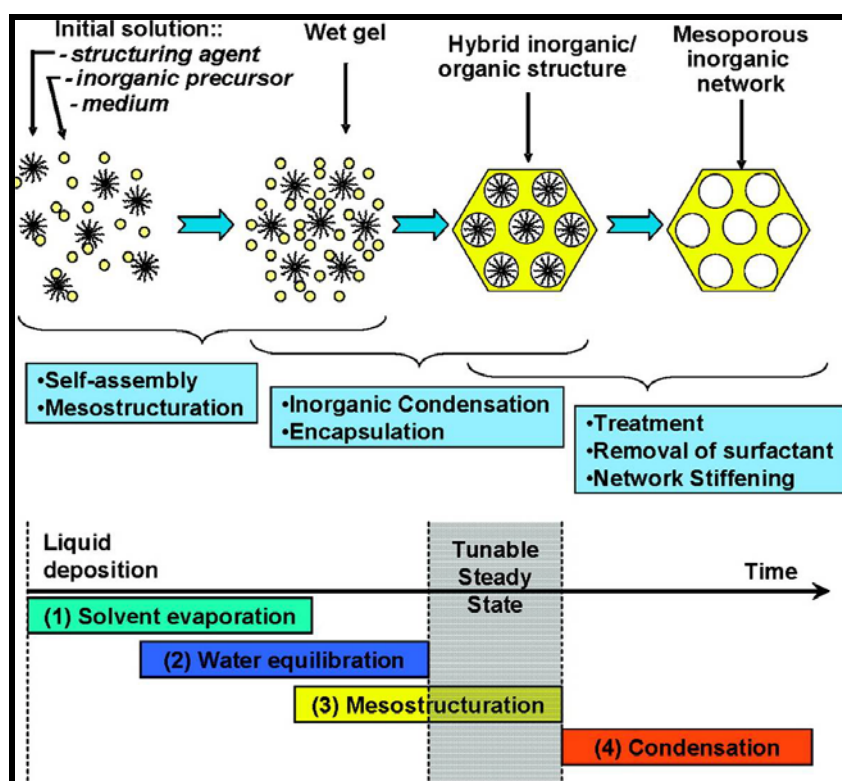 Initial solution::
- structuring agent
- inorganic precursor
- medium
Wet gel
Hybrid inorganic/
organic structure
Mesoporous
inorganic
network
•Self-assembly
•Mesostructuration
•Inorganic Condensation
•Encapsulation
•Treatment
•Removal of surfactant
•Network Stiffening
Liquid
deposition
Tunable
Steady
State
Time
(1) Solvent evaporation
(2) Water equilibration
(3) Mesostructuration
(4) Condensation